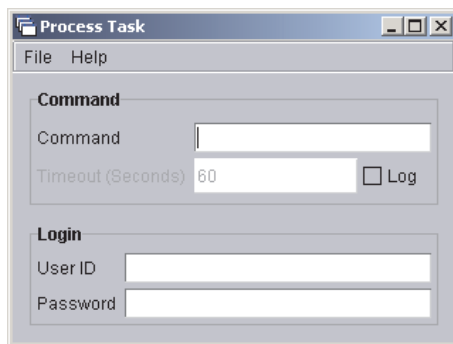 Process Task
File Help
Command
Command
Timeout (Seconds) 60 Log
Login
User ID
Password